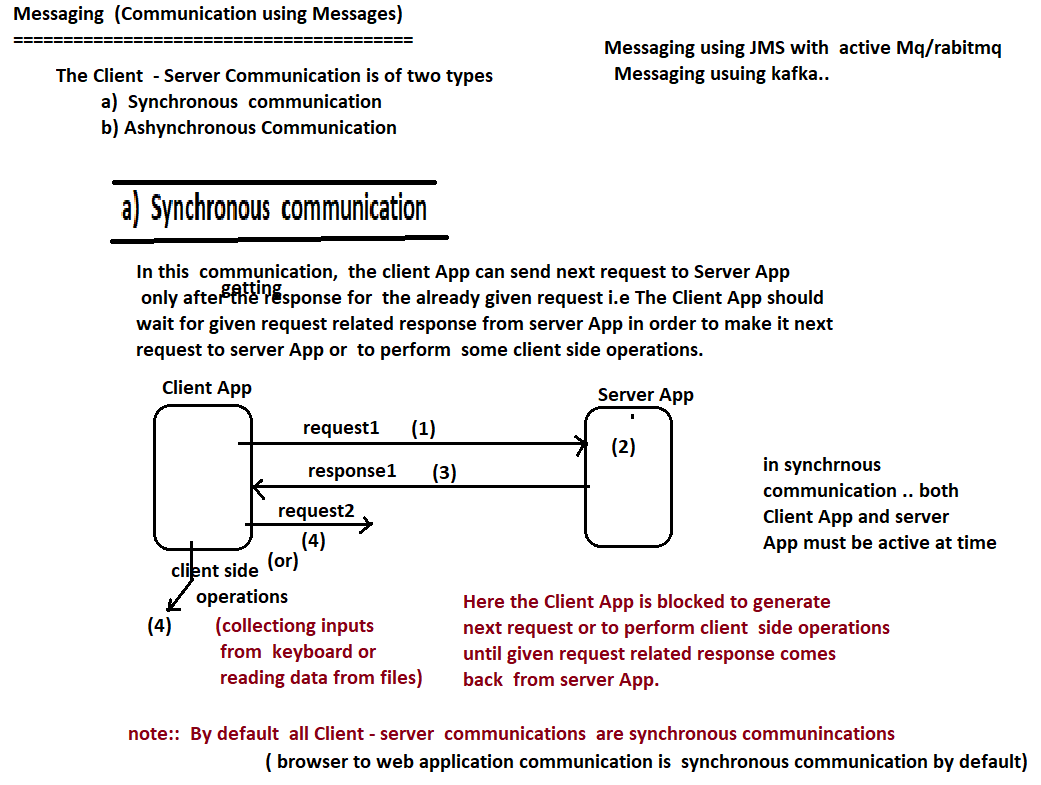 Messaging (Communication using Messages)
========================================
Messaging using JMS with active Mq/rabitmq
Messaging usuing kafka..
The Client - Server Communication is of two types
a) Synchronous communication
b) Ashynchronous Communication
a) Synchronous communication
In this communication, the client App can send next request to Server App
getting
only after the response for the already given request i.e The Client App should
wait for given request related response from server App in order to make it next
request to server App or to perform some client side operations.
Client App
Server App
request1 (1)
(2)
response1 (3)
request2
(4)
(or)
client side
operations
(4)
(collectiong inputs
from keyboard or
reading data from files)
in synchrnous
communication .. both
Client App and server
App must be active at time
Here the Client App is blocked to generate
next request or to perform client side operations
until given request related response comes
back from server App.
note:: By default all Client - server communications are synchronous communincations
( browser to web application communication is synchronous communication by default)